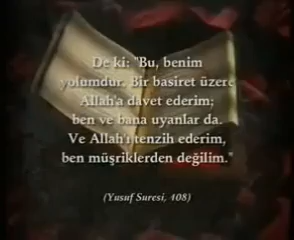 De ki: "Bu, benim
yolumdur. Bir basiret üzere
Allah'a davet ederim;
ben ve bana uyanlar da.
Ve Allah'ı tenzih ederim,
ben müşriklerden değilim."
(Yusuf Suresi, 108)